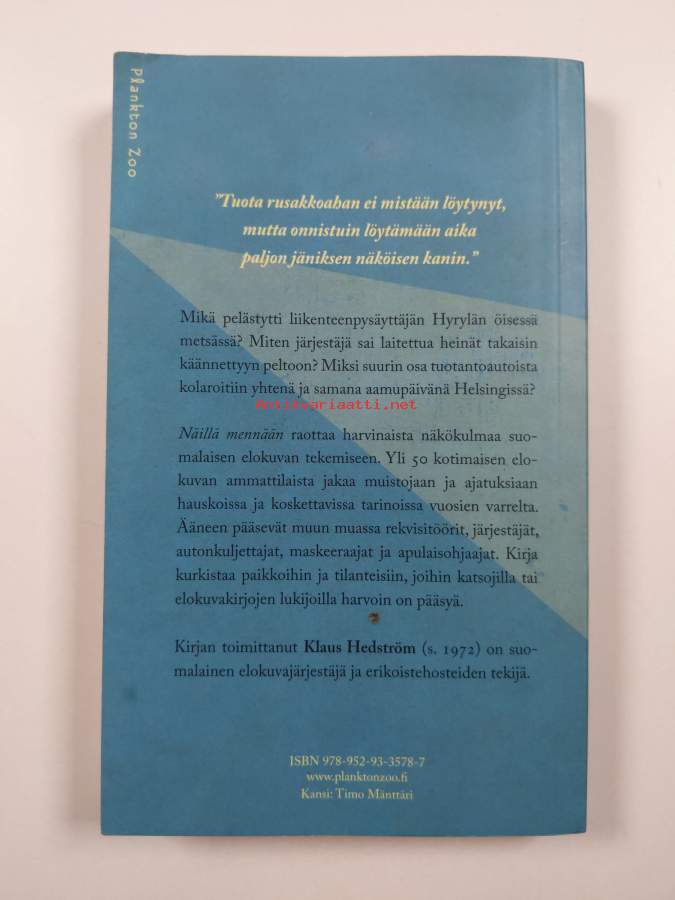 Plankton Zoo
”Tuota rusakkoahan ei mistään löytynyt,
mutta onnistuin löytämään aika
paljon jäniksen näköisen kanin.”
Mikä pelästytti liikenteenpysäyttäjän Hyrylän öisessä
metsässä? Miten järjestäjä sai laitettua heinät takaisin
käännettyyn peltoon? Miksi suurin osa tuotantoautoista
kolaroitiin yhtenä ja samana aamupäivänä Helsingissä?
antikvariaatti.net
Näillä mennään raottaa harvinaista näkökulmaa suo-
malaisen elokuvan tekemiseen. Yli 50 kotimaisen elo-
kuvan ammattilaista jakaa muistojaan ja ajatuksiaan
hauskoissa ja koskettavissa tarinoissa vuosien varrelta.
Ääneen pääsevät muun muassa rekvisitöörit, järjestäjät,
autonkuljettajat, maskeeraajat ja apulaisohjaajat. Kirja
kurkistaa paikkoihin ja tilanteisiin, joihin katsojilla tai
elokuvakirjojen lukijoilla harvoin on pääsyä.
Kirjan toimittanut Klaus Hedström (s. 1972) on suo-
malainen elokuvajärjestäjä ja erikoistehosteiden tekijä.
ISBN 978-952-93-3578-7
www.planktonzoo.fi
Kansi: Timo Mänttäri